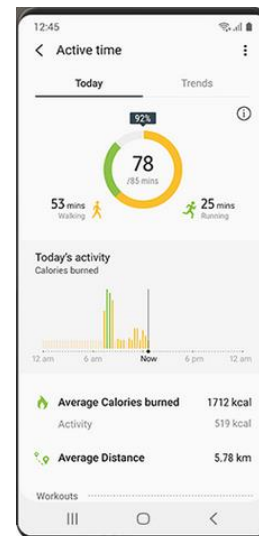 12:45
Active time
Today Trends
92%
78
/85 mins
53 mins
Walking
25 mins
Running
Today's activity
Calories burned
12 am 6 am Now 6 pm 12 am
Average Calories burned 1712 kcal
Activity 519 kcal
Average Distance 5.78 km
Workouts